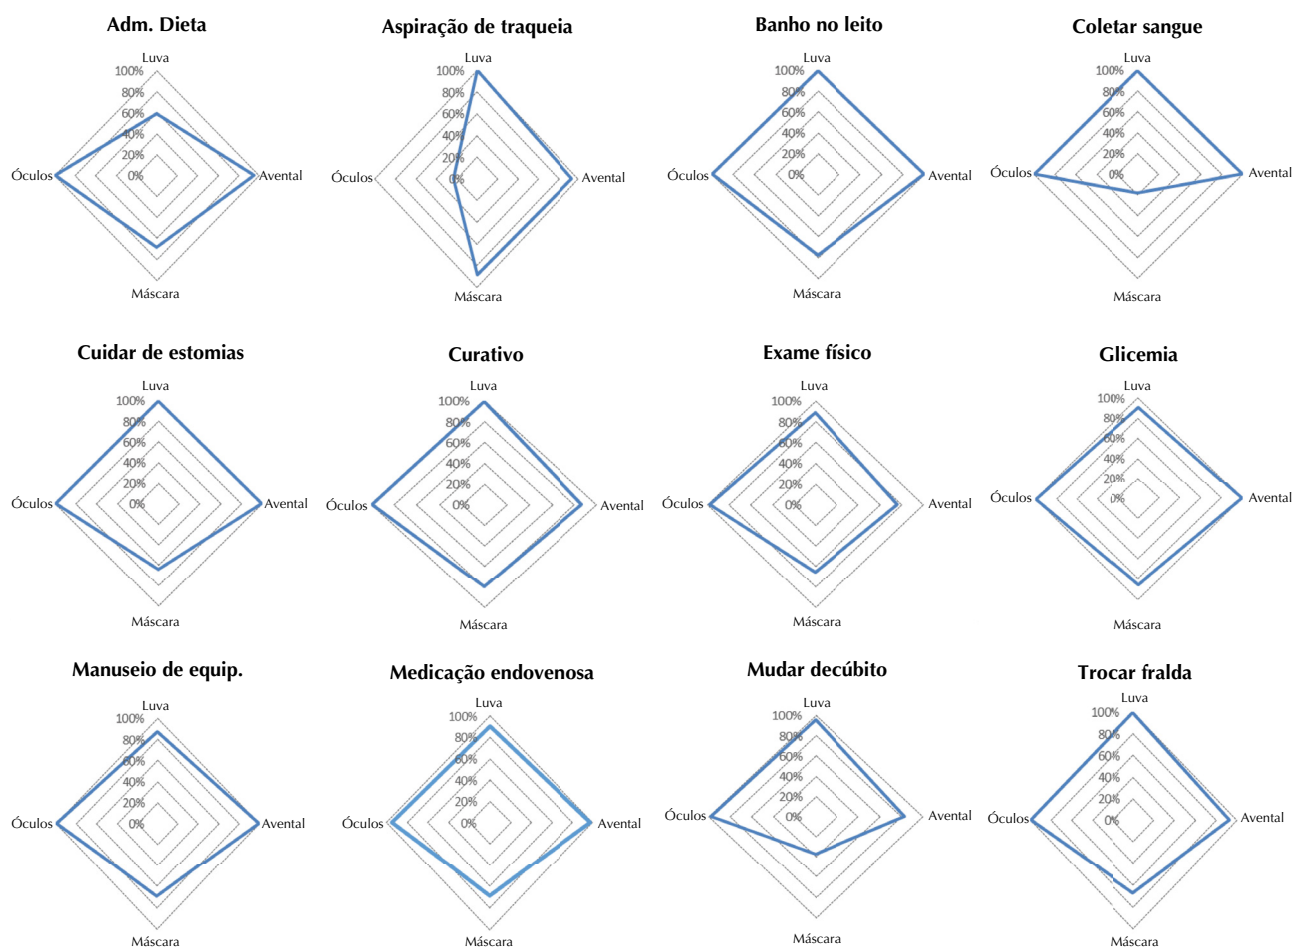 Adm. Dieta
Luva
100%
80%
60%
40%
20%
0%
Óculos
Avental
Máscara
Aspiração de traqueia
Luva
100%
80%
60%
40%
20%
0%
Óculos
Avental
Máscara
Banho no leito
Luva
100%
80%
60%
40%
20%
0%
Óculos
Avental
Máscara
Coletar sangue
Luva
100%
80%
60%
40%
20%
0%
Óculos
Avental
Máscara
Cuidar de estomias
Luva
100%
80%
60%
40%
20%
0%
Óculos
Avental
Máscara
Curativo
Luva
100%
80%
60%
40%
20%
0%
Óculos
Avental
Máscara
Exame físico
Luva
100%
80%
60%
40%
20%
0%
Óculos
Avental
Máscara
Glicemia
Luva
100%
80%
60%
40%
20%
0%
Óculos
Avental
Máscara
Manuseio de equip.
Luva
100%
80%
60%
40%
20%
0%
Óculos
Avental
Máscara
Medicação endovenosa
Luva
100%
80%
60%
40%
20%
0%
Óculos
Avental
Máscara
Mudar decúbito
Luva
100%
80%
60%
40%
20%
0%
Óculos
Avental
Máscara
Trocar fralda
Luva
100%
80%
60%
40%
20%
0%
Óculos
Avental
Máscara